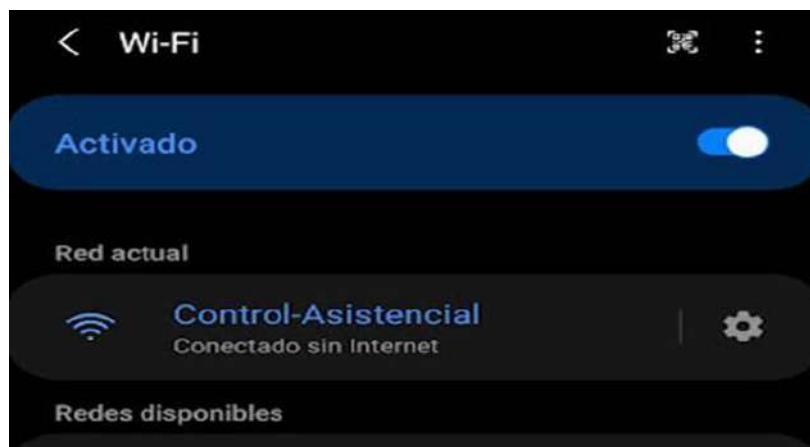 Wi-Fi
Activado
Red actual
Control-Asistencial
Conectado sin Internet
Redes disponibles